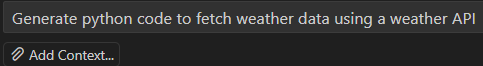 Generate python code to fetch weather data using a weather API
Add Context...